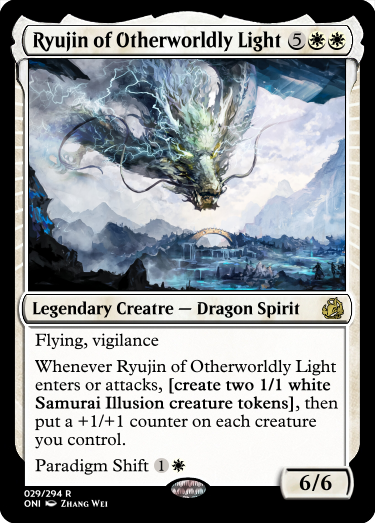 Ryujin of Otherworldly Light 5
Legendary Creatre — Dragon Spirit
Flying, vigilance
Whenever Ryujin of Otherworldly Light
enters or attacks, [create two 1/1 white
Samurai Illusion creature tokens], then
put a +1/+1 counter on each creature
you control.
Paradigm Shift 1
6/6
029/294 R
ONI Zhang Wei